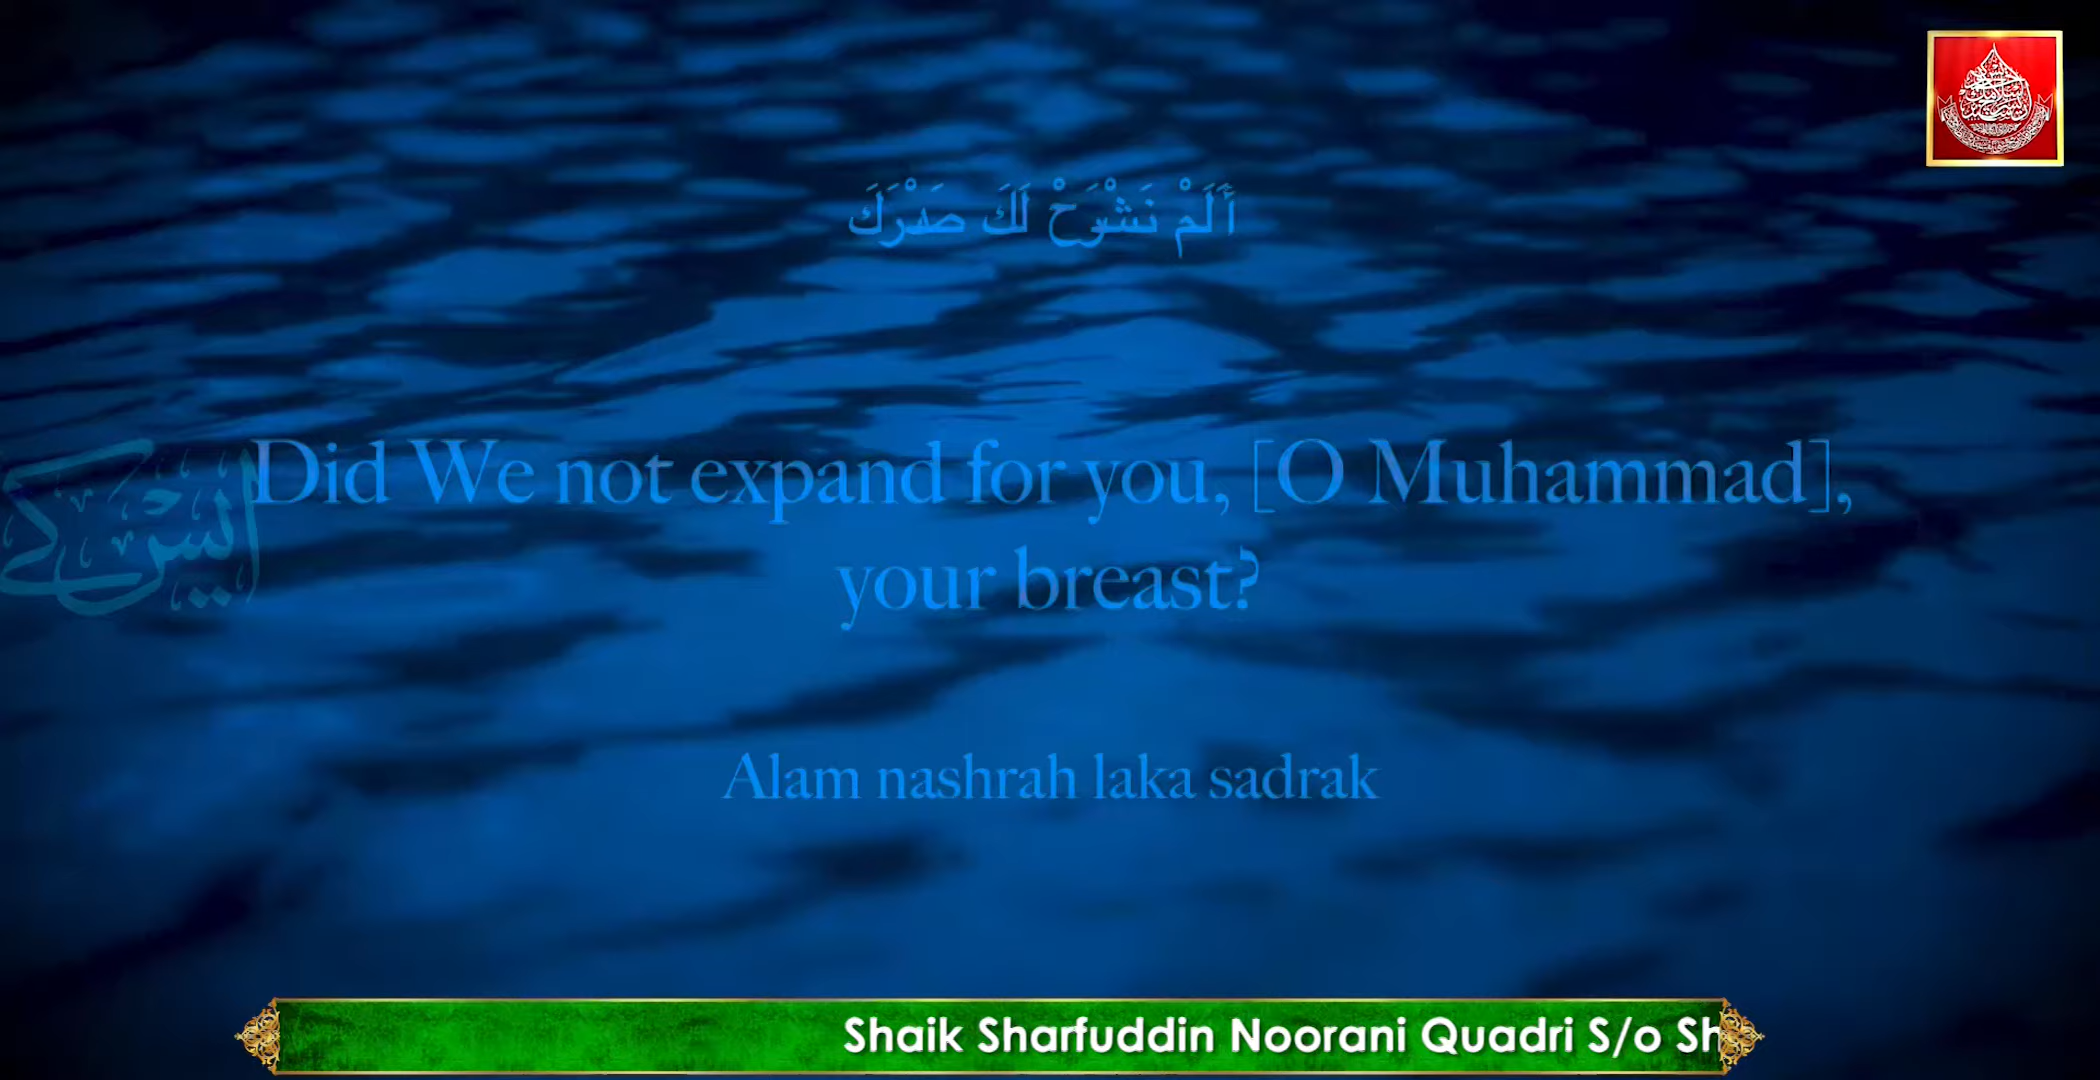 أَلَمْ نَشْرَحْ لَكَ صَدْرَكَ
Did We not expand for you, [O Muhammad],
your breast?
Alam nashrah laka sadrak
Shaik Sharfuddin Noorani Quadri S/o Sh